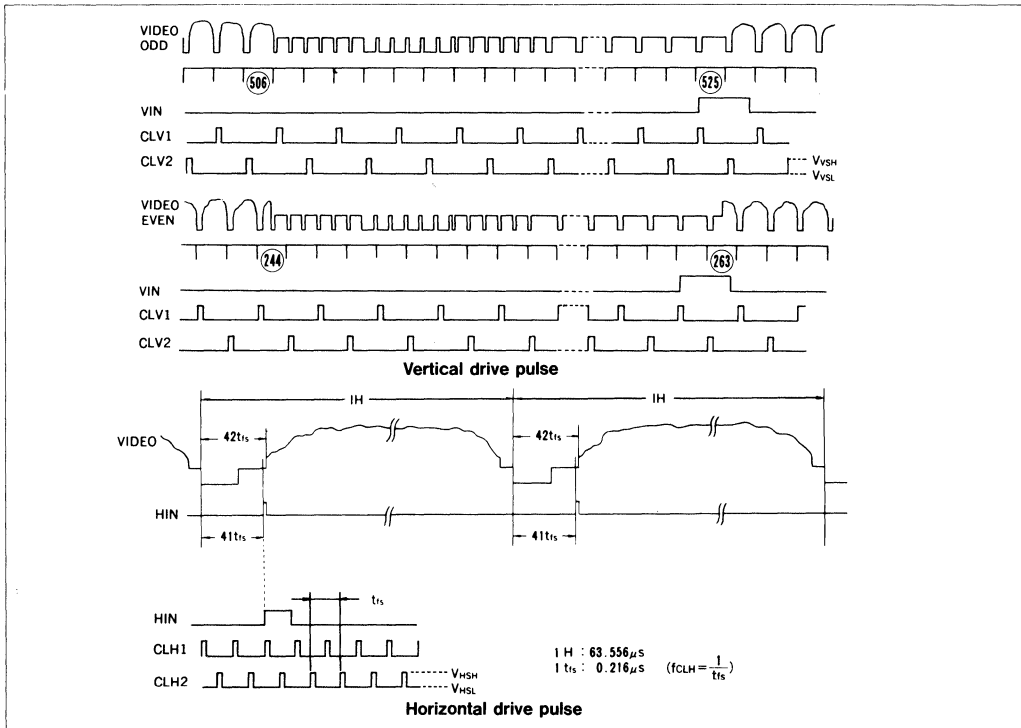 VIDEO
ODD
506
525
VIN
CLV1
CLV2
VVSH
VVSL
VIDEO
EVEN
244
263
VIN
CLV1
CLV2
Vertical drive pulse
1H
1H
VIDEO
42tfs
42tfs
HIN
41tfs
41tfs
tfs
HIN
CLH1
CLH2
VHSH
VHSL
1 H : 63.556μs
1 tfs : 0.216μs (fCLH=1/tfs)
Horizontal drive pulse